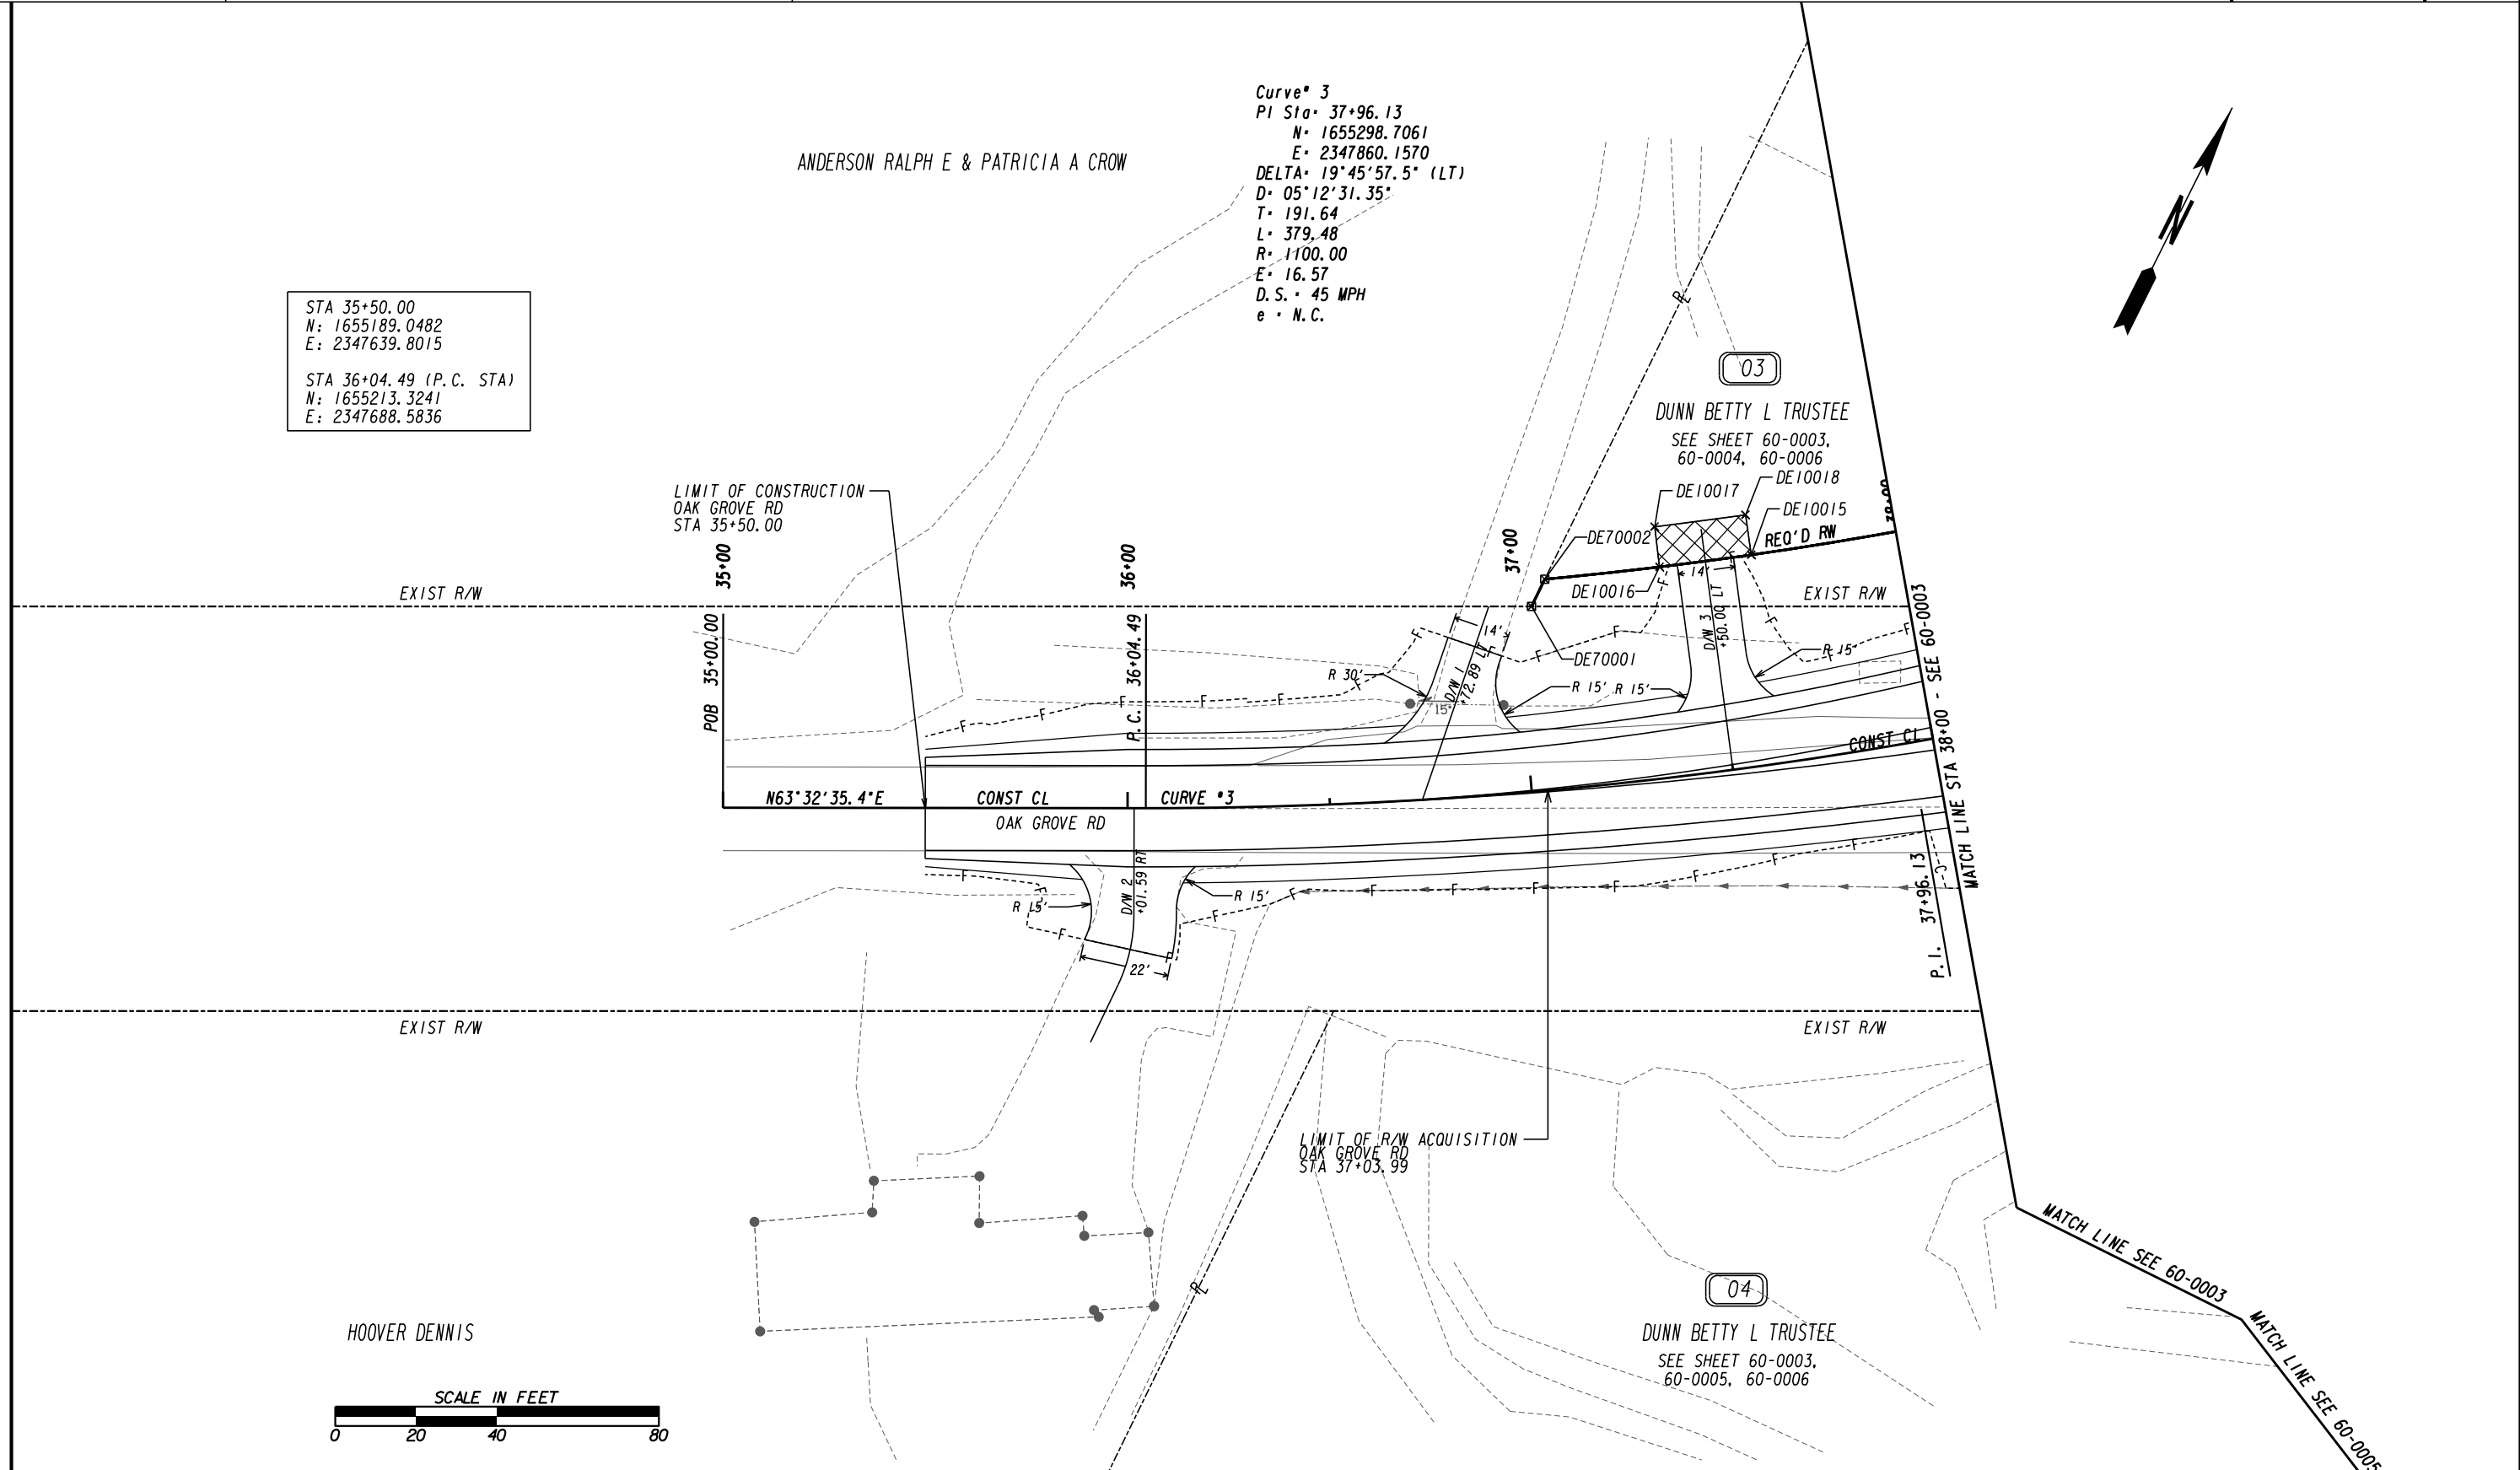 Curve# 3
PI Sta= 37+96.13
N= 1655298.7061
E= 2347860.1570
DELTA= 19°45'57.5" (LT)
D= 05°12'31.35"
T= 191.64
L= 379.48
R= 1100.00
E= 16.57
D.S. = 45 MPH
e = N.C.
ANDERSON RALPH E & PATRICIA A CROW
N
STA 35+50.00
N: 1655189.0482
E: 2347639.8015
STA 36+04.49 (P.C. STA)
N: 1655213.3241
E: 2347688.5836
PL
03
DUNN BETTY L TRUSTEE
SEE SHEET 60-0003,
60-0004, 60-0006
LIMIT OF CONSTRUCTION
OAK GROVE RD
STA 35+50.00
DE10017
DE10018
DE10015
DE70002
REQ'D RW
38+00
35+00
36+00
37+00
DE10016
14'
EXIST R/W
EXIST R/W
POB 35+00.00
P.C. 36+04.49
14'
DE70001
R 30'
D/W 1
+72.89 LT
15"
R 15'
R 15'
D/W 3
+50.00 LT
R 15'
F F F F F F F F F F F F F F
MATCH LINE STA 38+00 - SEE 60-0003
CONST CL
N63°32'35.4"E
CONST CL
CURVE #3
OAK GROVE RD
D/W 2
+01.59 RT
R 15'
R 15'
22'
F F F F F F F F F F F F F
C
P.I. 37+96.13
EXIST R/W
EXIST R/W
LIMIT OF R/W ACQUISITION
OAK GROVE RD
STA 37+03.99
PL
MATCH LINE SEE 60-0003
MATCH LINE SEE 60-0005
04
DUNN BETTY L TRUSTEE
SEE SHEET 60-0003,
60-0005, 60-0006
HOOVER DENNIS
SCALE IN FEET
0 20 40 80